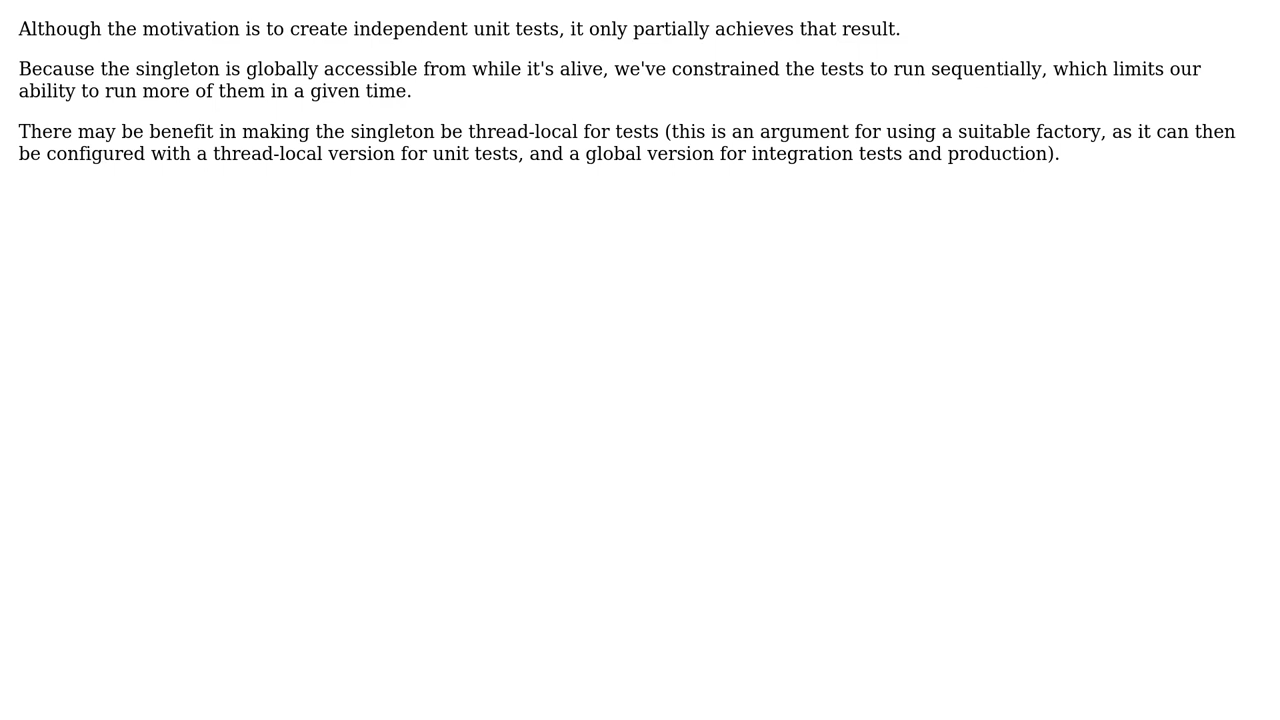 Although the motivation is to create independent unit tests, it only partially achieves that result.
Because the singleton is globally accessible from while it's alive, we've constrained the tests to run sequentially, which limits our
ability to run more of them in a given time.
There may be benefit in making the singleton be thread-local for tests (this is an argument for using a suitable factory, as it can then
be configured with a thread-local version for unit tests, and a global version for integration tests and production).